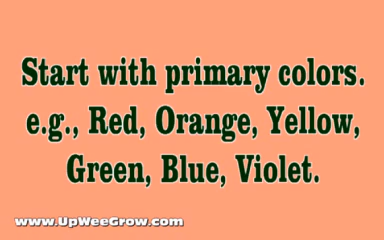 Start with primary colors.
e.g., Red, Orange, Yellow,
Green, Blue, Violet.
www.UpWeeGrow.com